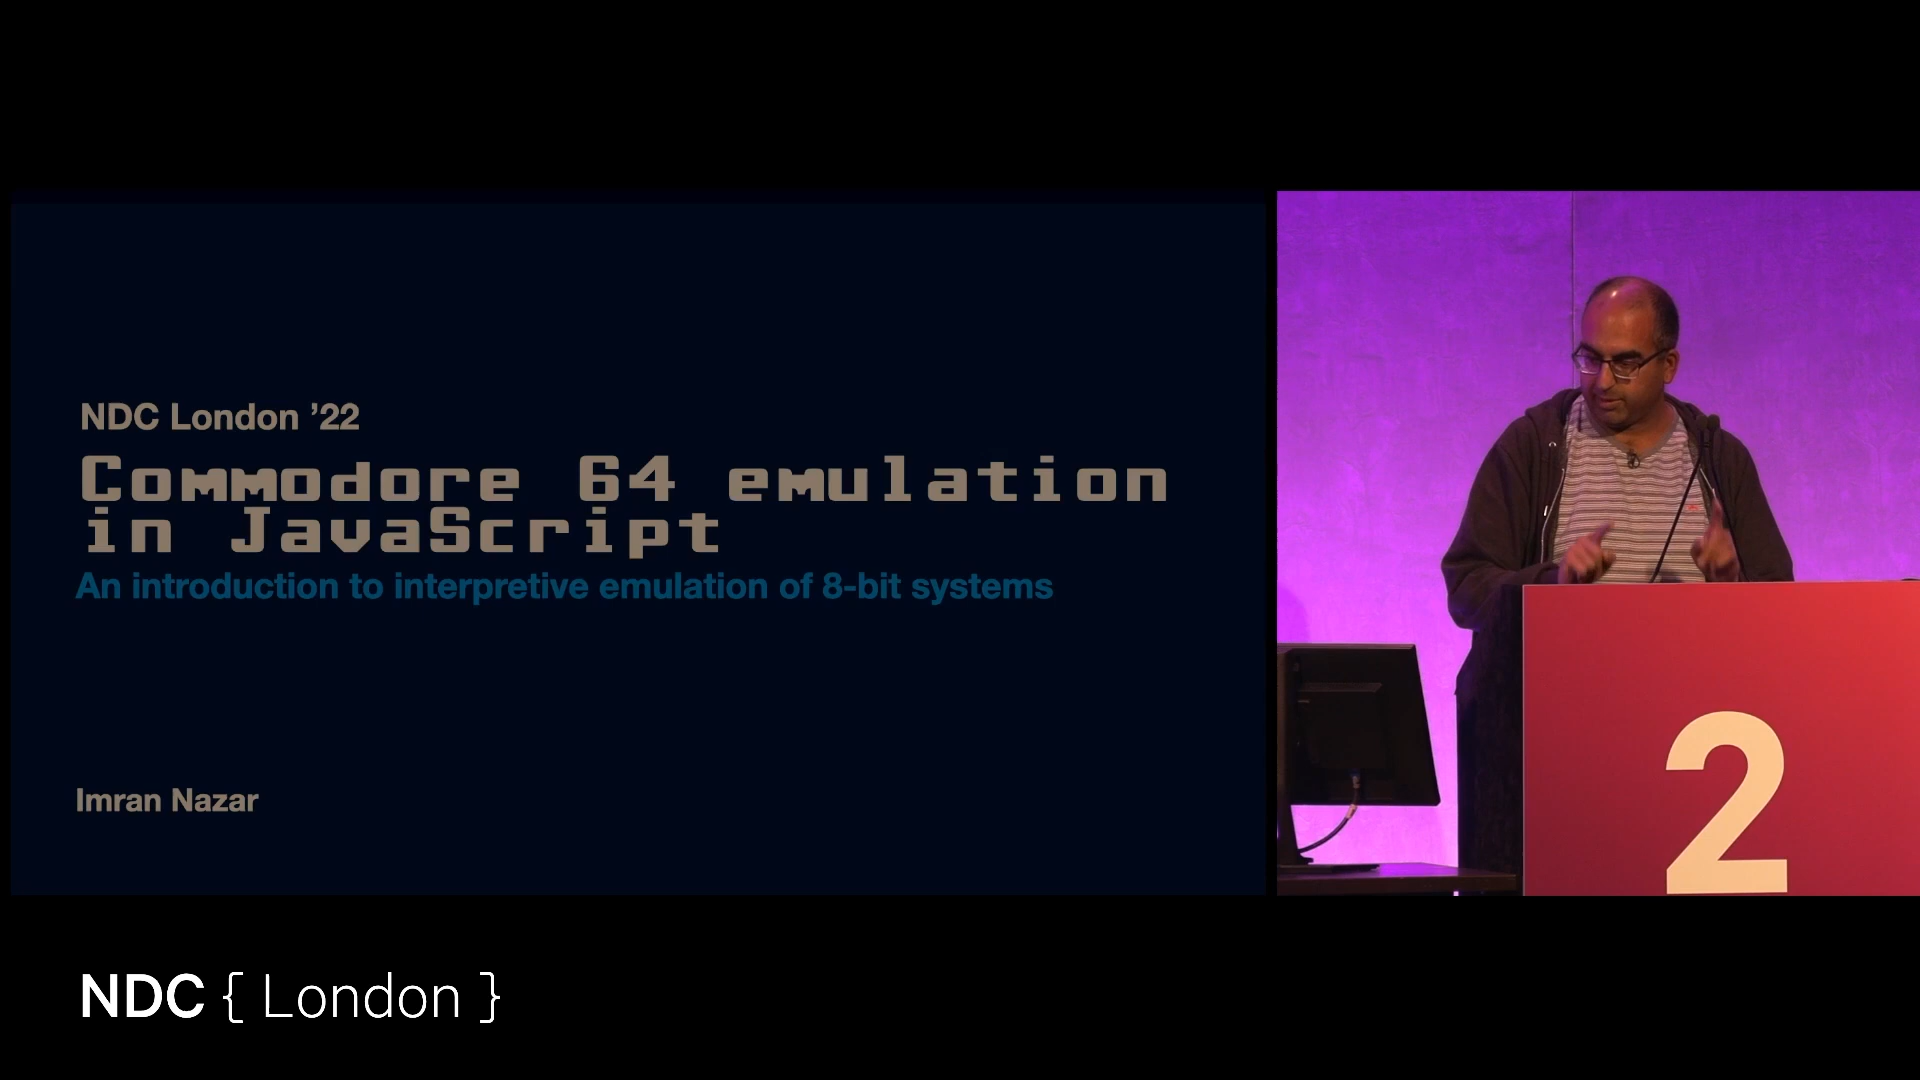 NDC London ’22
Commodore 64 emulation
in JavaScript
An introduction to interpretive emulation of 8-bit systems
Imran Nazar
2
NDC { London }